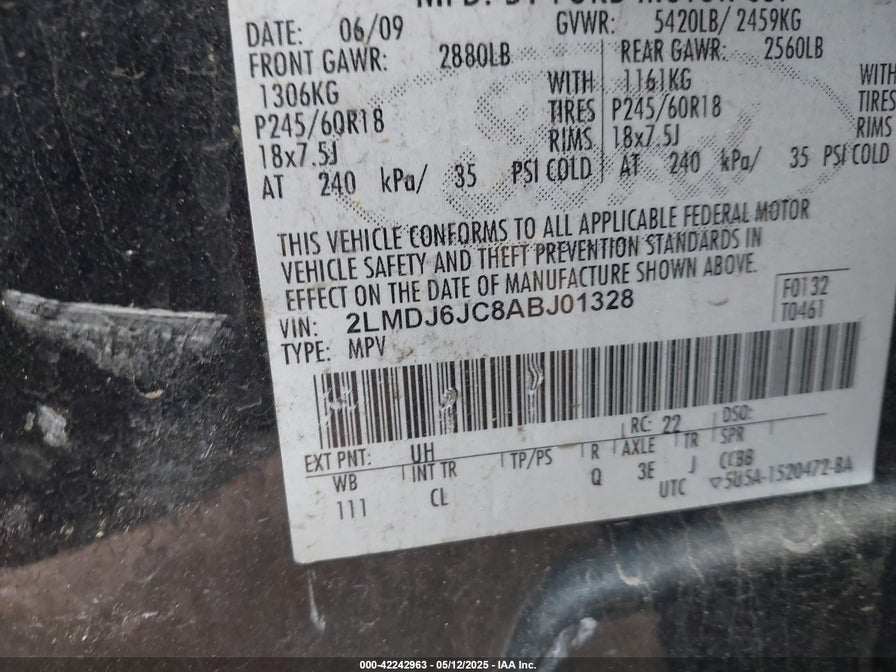 MFD. BY FORD MOTOR CO.
DATE: 06/09 GVWR: 5420LB/ 2459KG
FRONT GAWR: 2880LB REAR GAWR: 2560LB
1306KG WITH 1161KG WITH
P245/60R18 TIRES P245/60R18 TIRES
18x7.5J RIMS 18x7.5J RIMS
AT 240 kPa/ 35 PSI COLD AT 240 kPa/ 35 PSI COLD
THIS VEHICLE CONFORMS TO ALL APPLICABLE FEDERAL MOTOR
VEHICLE SAFETY AND THEFT PREVENTION STANDARDS IN
EFFECT ON THE DATE OF MANUFACTURE SHOWN ABOVE.
VIN: 2LMDJ6JC8ABJ01328 F0132
TYPE: MPV T0461
EXT PNT: UH RC: 22 DSO:
WB INT TR TP/PS R AXLE TR SPR
111 CL Q 3E J CCBB
UTC ▽5U5A-1520472-BA
000-42242963 - 05/12/2025 - IAA Inc.